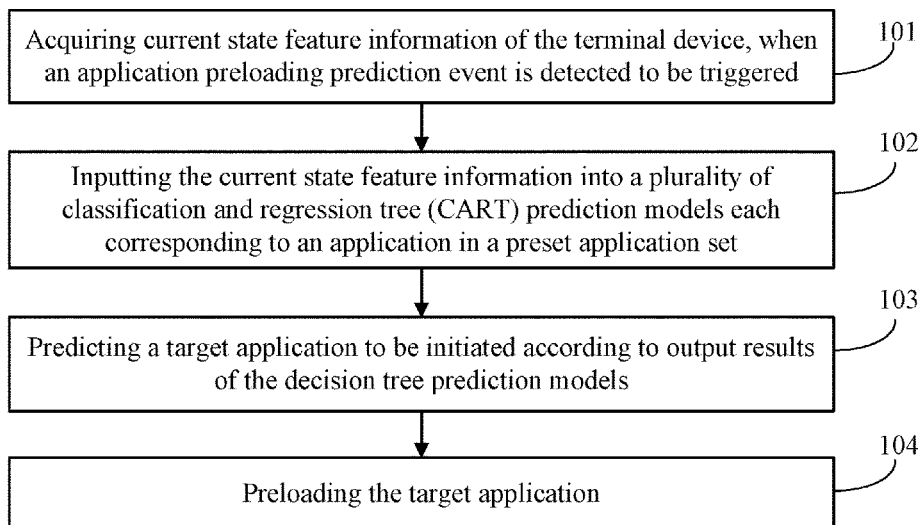 Acquiring current state feature information of the terminal device, when
an application preloading prediction event is detected to be triggered
101
Inputting the current state feature information into a plurality of
classification and regression tree (CART) prediction models each
corresponding to an application in a preset application set
102
Predicting a target application to be initiated according to output results
of the decision tree prediction models
103
Preloading the target application
104